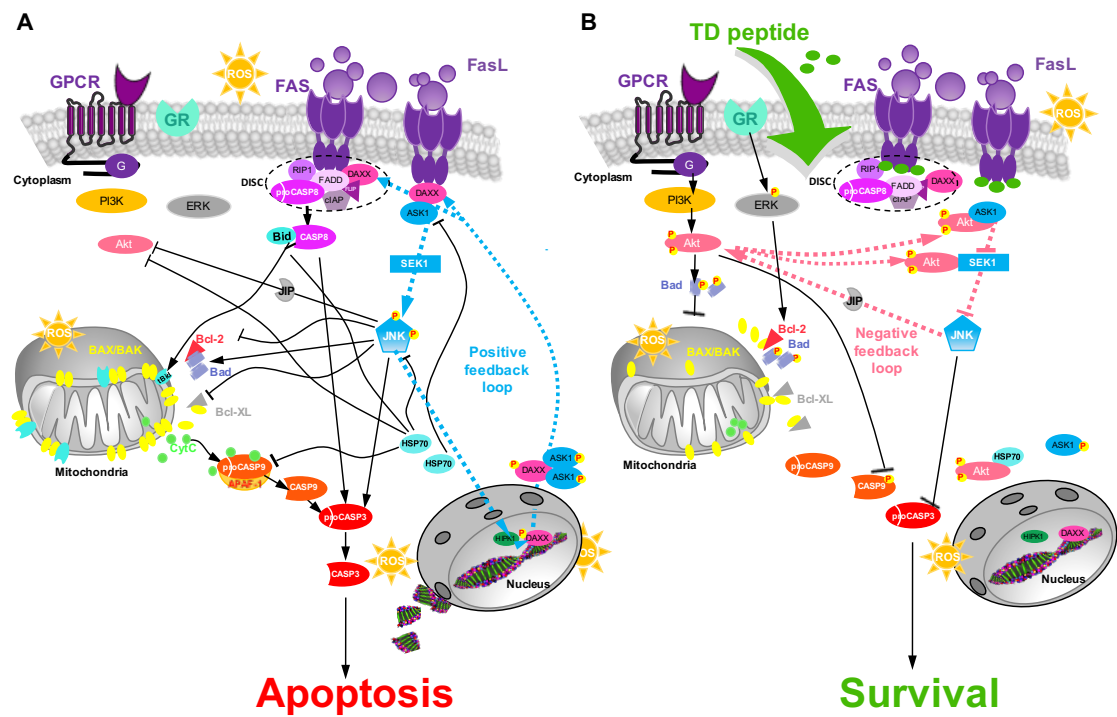 A
ROS
GPCR
FAS
FasL
GR
G
Cytoplasm
PI3K
ERK
DISC
RIP1
FADD
DAXX
proCASP8
FLIP
cIAP
DAXX
ASK1
Akt
Bid
CASP8
SEK1
JIP
P
P
JNK
P
ROS
BAX/BAK
Bcl-2
Bad
tBid
Bcl-XL
CytC
Mitochondria
Positive
feedback
loop
HSP70
HSP70
proCASP9
APAF-1
CASP9
proCASP3
CASP3
P
DAXX
ASK1
P
ASK1
P
HIPK1
P
DAXX
Nucleus
ROS
ROS
Apoptosis
B
TD peptide
GPCR
FAS
FasL
GR
ROS
G
Cytoplasm
PI3K
P
ERK
DISC
RIP1
FADD
DAXX
proCASP8
cIAP
P
Akt
P
P
Akt
P
ASK1
P
Akt
P
SEK1
Bad
P
P
JIP
JNK
Negative
feedback
loop
ROS
BAX/BAK
Bcl-2
Bad
P
P
Bcl-XL
Mitochondria
proCASP9
CASP9
P
proCASP3
P
Akt
P
HSP70
ASK1
P
HIPK1
DAXX
Nucleus
ROS
Survival